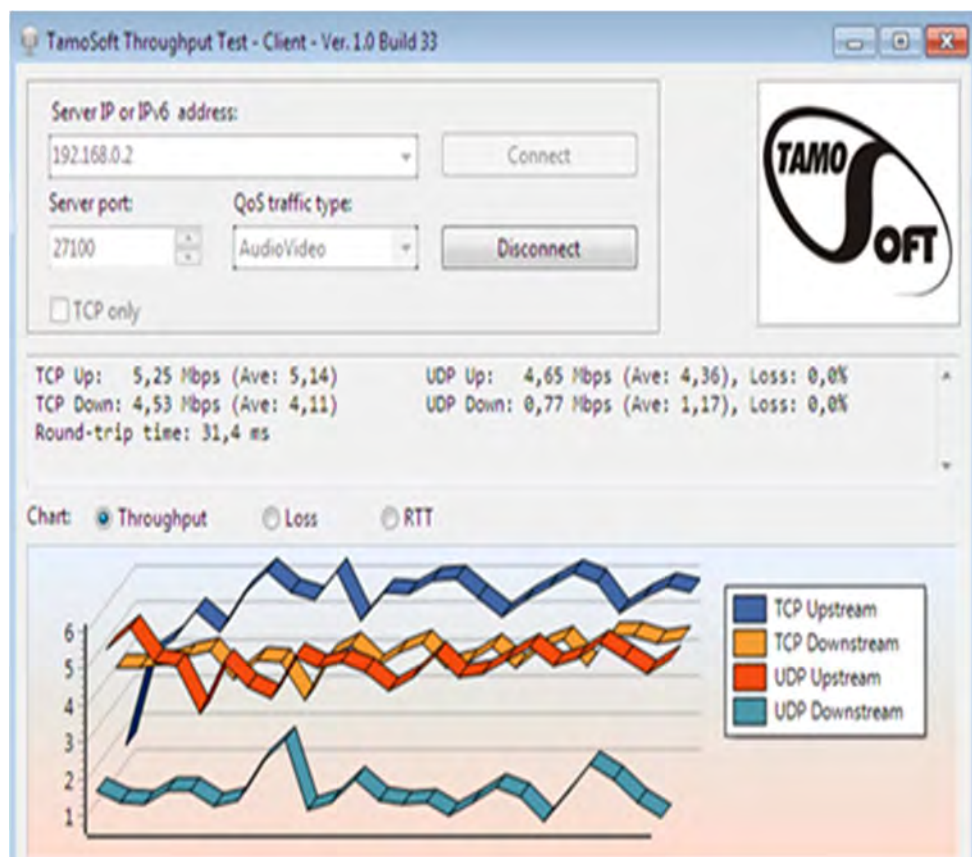 TamoSoft Throughput Test - Client - Ver. 1.0 Build 33
Server IP or IPv6 address:
192.168.0.2
Connect
Server port:
QoS traffic type:
27100
AudioVideo
Disconnect
TCP only
TAMO
SOFT
TCP Up: 5,25 Mbps (Ave: 5,14)
UDP Up: 4,65 Mbps (Ave: 4,36), Loss: 0,0%
TCP Down: 4,53 Mbps (Ave: 4,11)
UDP Down: 0,77 Mbps (Ave: 1,17), Loss: 0,0%
Round-trip time: 31,4 ms
Chart:
Throughput
Loss
RTT
6
5
4
3
2
1
TCP Upstream
TCP Downstream
UDP Upstream
UDP Downstream